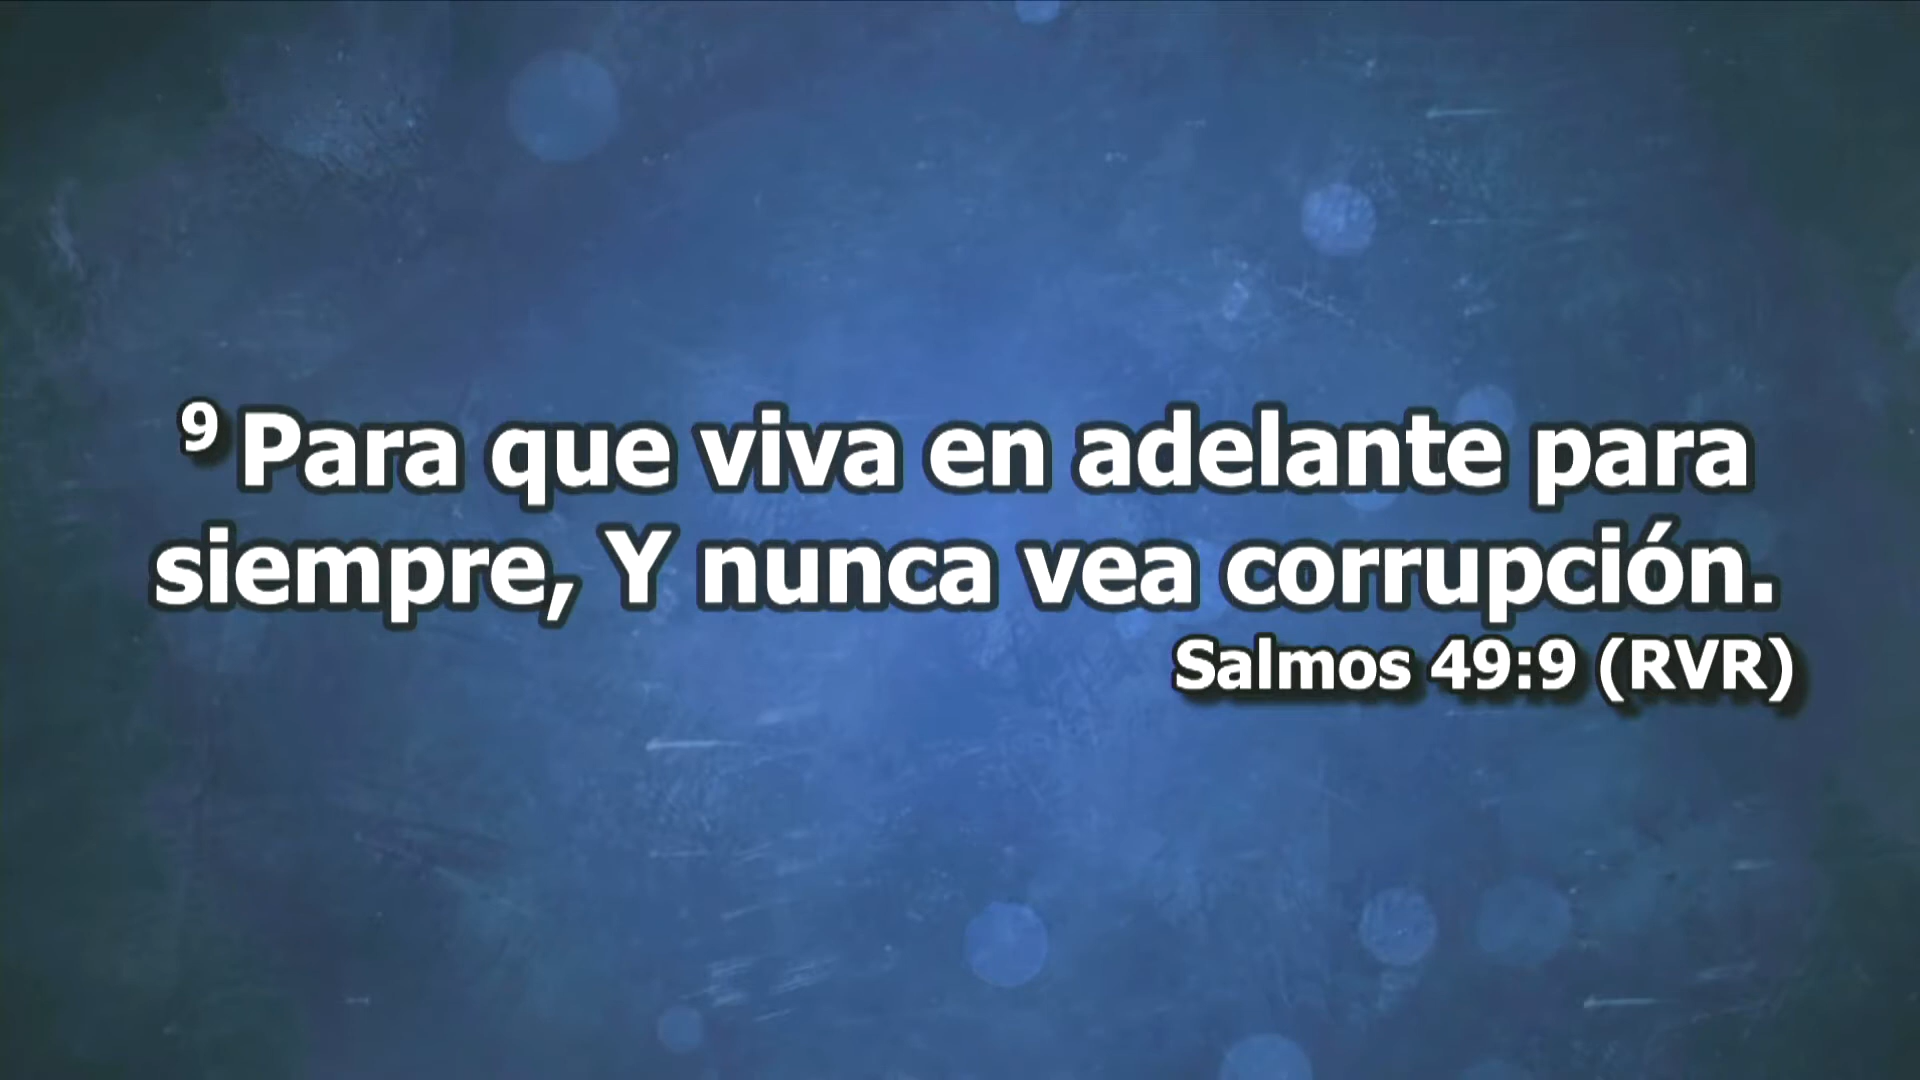 9 Para que viva en adelante para
siempre, Y nunca vea corrupción.
Salmos 49:9 (RVR)